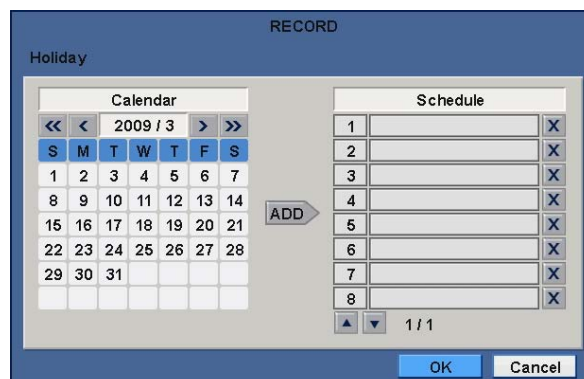 RECORD
Holiday
Calendar
« ‹ 2009 / 3 › »
S M T W T F S
1 2 3 4 5 6 7
8 9 10 11 12 13 14
15 16 17 18 19 20 21
22 23 24 25 26 27 28
29 30 31
ADD
Schedule
1 X
2 X
3 X
4 X
5 X
6 X
7 X
8 X
1 / 1
OK Cancel